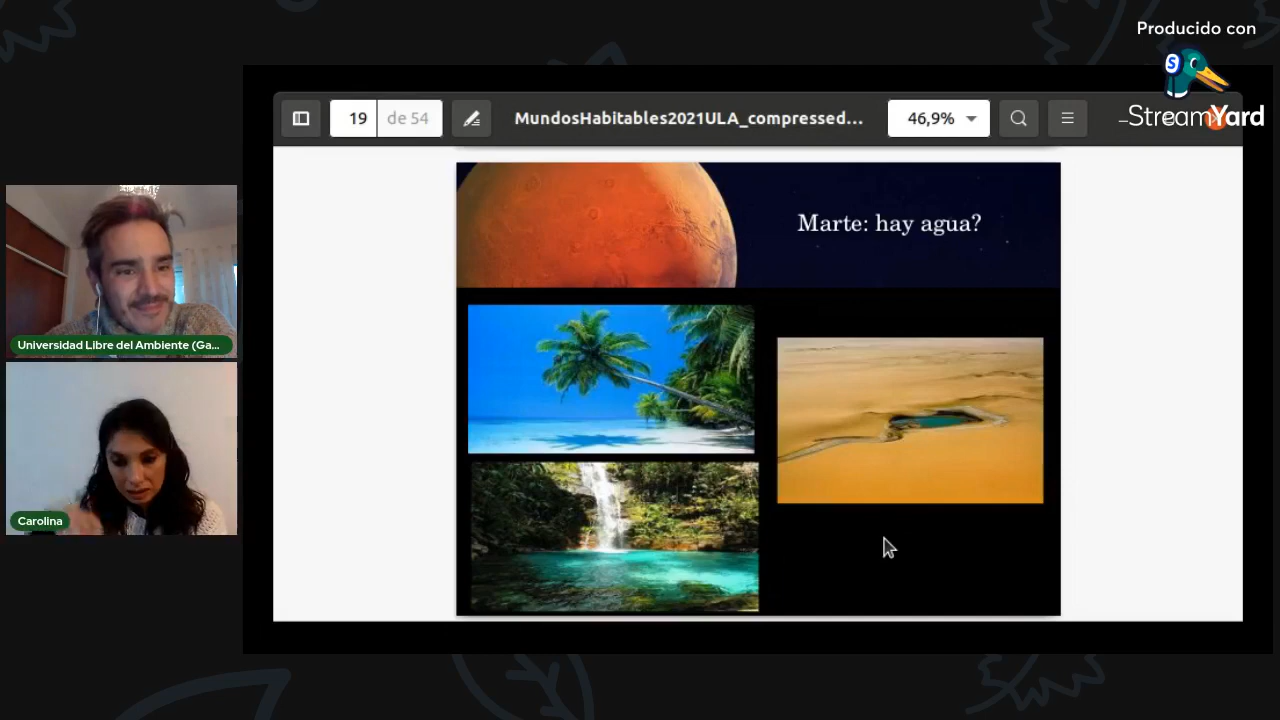 Producido con
StreamYard
19 de 54
MundosHabitables2021ULA_compressed...
46,9%
Marte: hay agua?
Universidad Libre del Ambiente (Ga...
Carolina